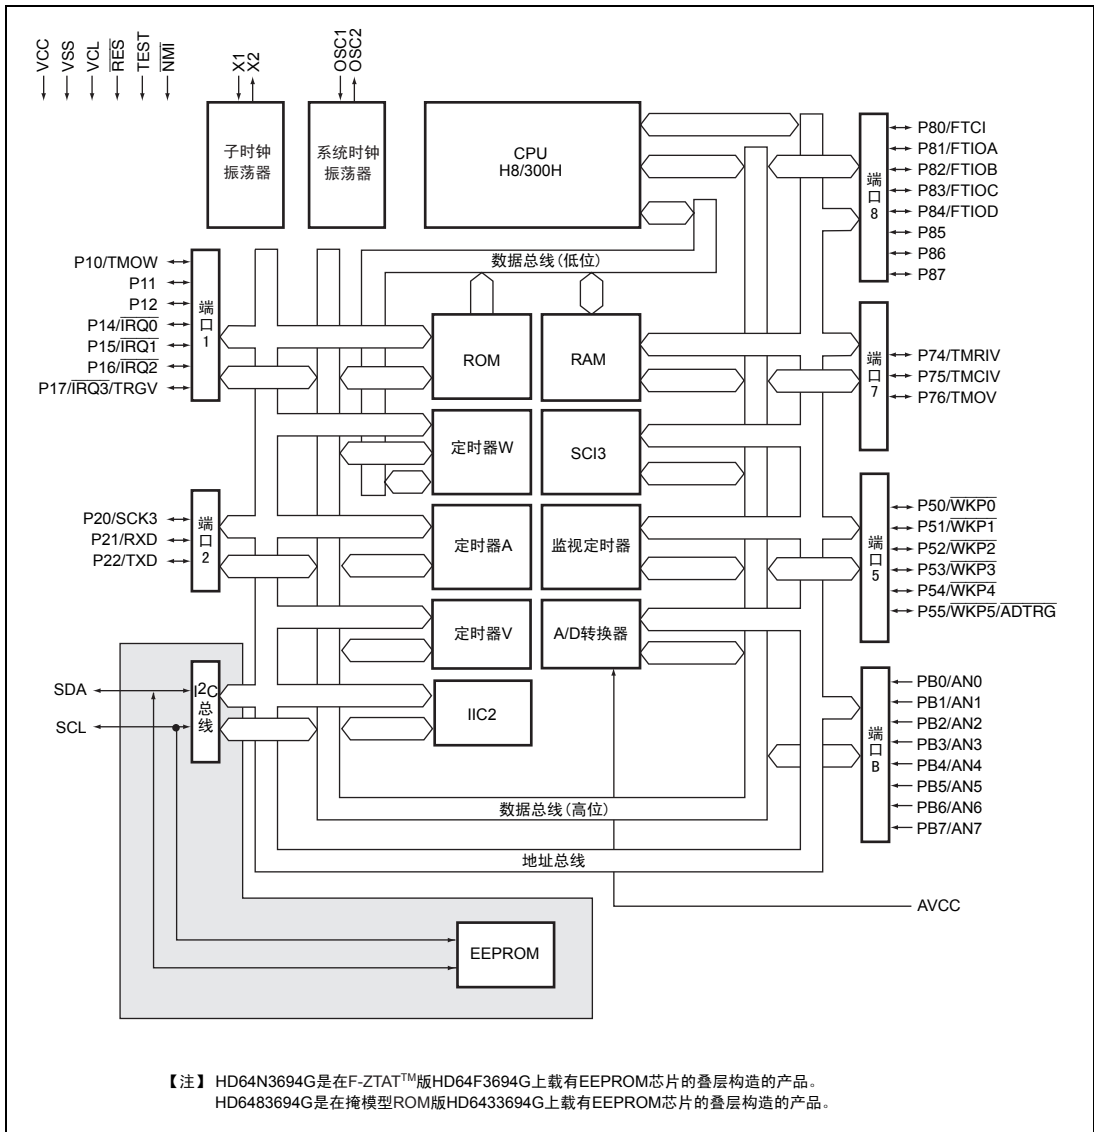 VCC
VSS
VCL
RES
TEST
NMI
X1
X2
OSC1
OSC2
子时钟
振荡器
系统时钟
振荡器
CPU
H8/300H
数据总线(低位)
P10/TMOW
P11
P12
P14/IRQ0
P15/IRQ1
P16/IRQ2
P17/IRQ3/TRGV
端口1
P20/SCK3
P21/RXD
P22/TXD
端口2
SDA
SCL
I2C总线
ROM
RAM
定时器W
SCI3
定时器A
监视定时器
定时器V
A/D转换器
IIC2
端口8
P80/FTCI
P81/FTIOA
P82/FTIOB
P83/FTIOC
P84/FTIOD
P85
P86
P87
端口7
P74/TMRIV
P75/TMCIV
P76/TMOV
端口5
P50/WKP0
P51/WKP1
P52/WKP2
P53/WKP3
P54/WKP4
P55/WKP5/ADTRG
端口B
PB0/AN0
PB1/AN1
PB2/AN2
PB3/AN3
PB4/AN4
PB5/AN5
PB6/AN6
PB7/AN7
数据总线(高位)
地址总线
AVCC
EEPROM
【注】 HD64N3694G是在F-ZTAT™版HD64F3694G上载有EEPROM芯片的叠层构造的产品。
HD6483694G是在掩模型ROM版HD6433694G上载有EEPROM芯片的叠层构造的产品。